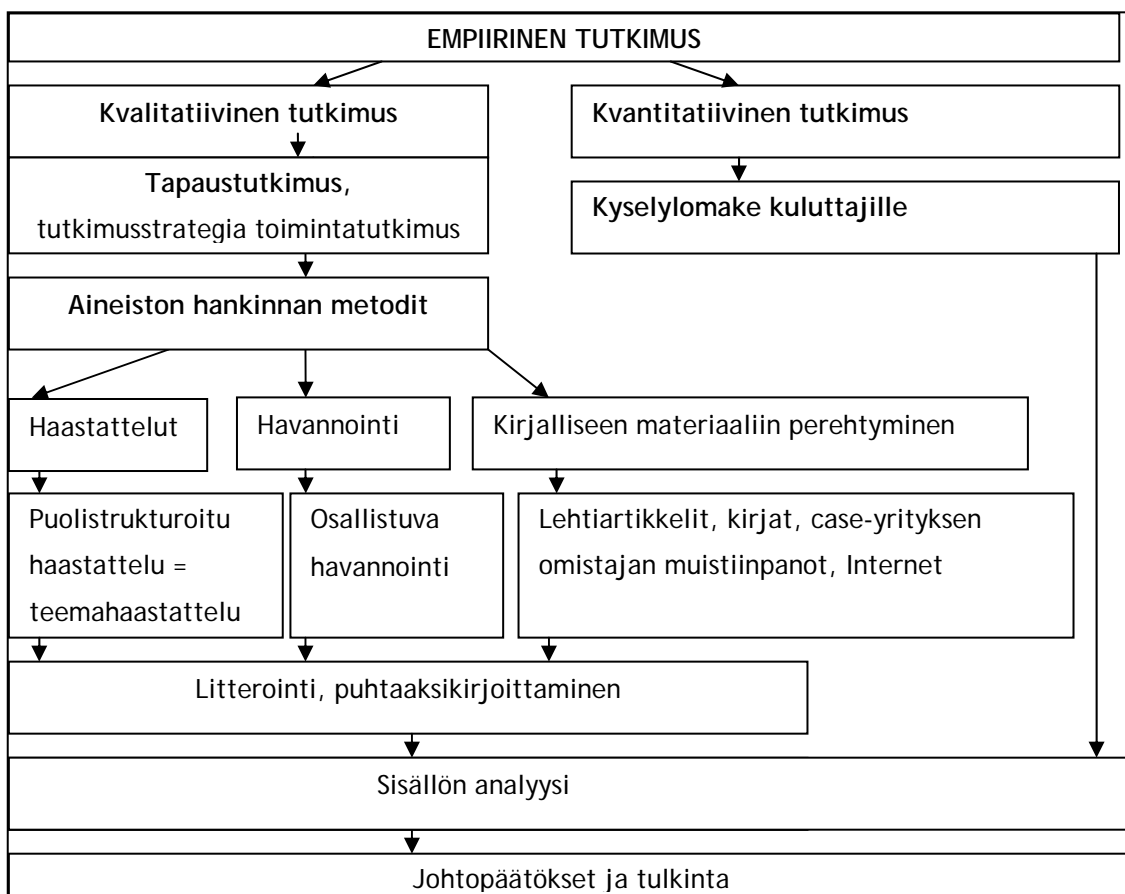 EMPIIRINEN TUTKIMUS
Kvalitatiivinen tutkimus
Kvantitatiivinen tutkimus
Tapaustutkimus,
tutkimusstrategia toimintatutkimus
Kyselylomake kuluttajille
Aineiston hankinnan metodit
Haastattelut
Havannointi
Kirjalliseen materiaaliin perehtyminen
Puolistrukturoitu
haastattelu =
teemahaastattelu
Osallistuva
havannointi
Lehtiartikkelit, kirjat, case-yrityksen
omistajan muistiinpanot, Internet
Litterointi, puhtaaksikirjoittaminen
Sisällön analyysi
Johtopäätökset ja tulkinta